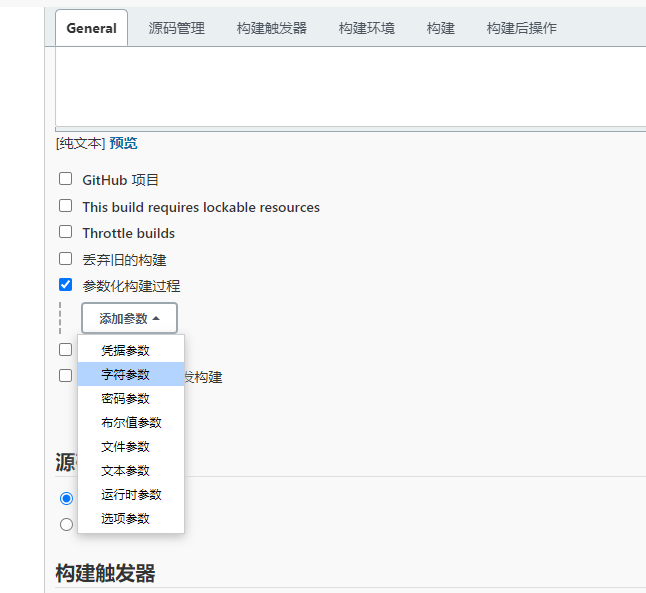 General 源码管理 构建触发器 构建环境 构建 构建后操作
[纯文本] 预览
GitHub 项目
This build requires lockable resources
Throttle builds
丢弃旧的构建
参数化构建过程
添加参数
凭据参数
字符参数
密码参数
发构建
布尔值参数
文件参数
文本参数
运行时参数
选项参数
源
构建触发器